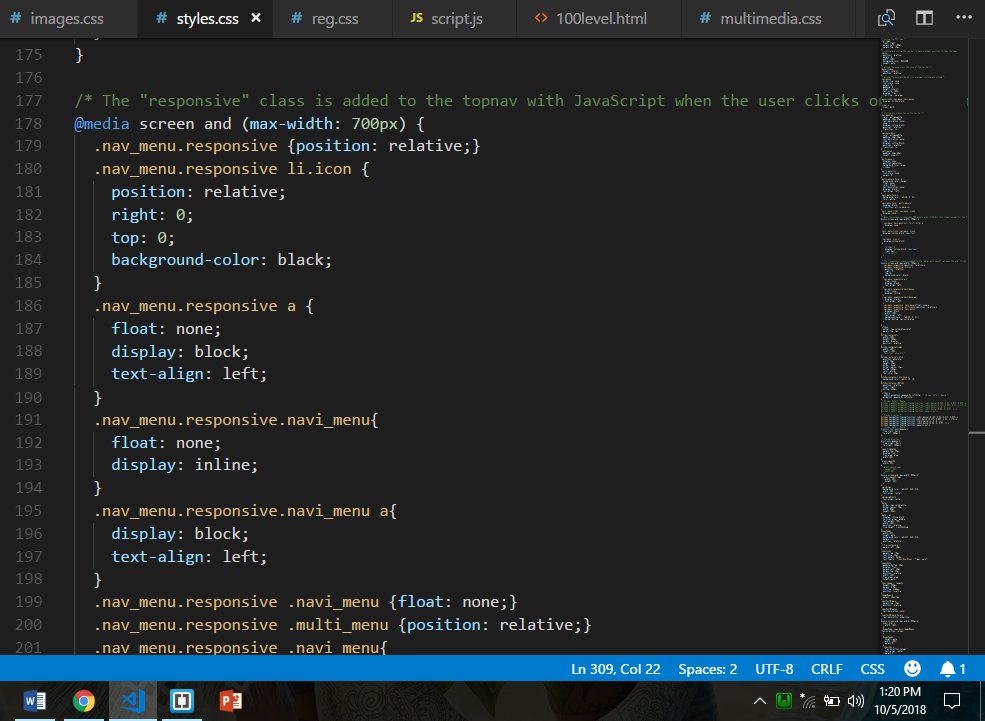 # images.css # styles.css × # reg.css JS script.js <> 100level.html # multimedia.css
175 }
176
177 /* The "responsive" class is added to the topnav with JavaScript when the user clicks o
178 @media screen and (max-width: 700px) {
179 .nav_menu.responsive {position: relative;}
180 .nav_menu.responsive li.icon {
181 position: relative;
182 right: 0;
183 top: 0;
184 background-color: black;
185 }
186 .nav_menu.responsive a {
187 float: none;
188 display: block;
189 text-align: left;
190 }
191 .nav_menu.responsive.navi_menu{
192 float: none;
193 display: inline;
194 }
195 .nav_menu.responsive.navi_menu a{
196 display: block;
197 text-align: left;
198 }
199 .nav_menu.responsive .navi_menu {float: none;}
200 .nav_menu.responsive .multi_menu {position: relative;}
201 .nav_menu.responsive .navi_menu{
Ln 309, Col 22 Spaces: 2 UTF-8 CRLF CSS 1
1:20 PM
10/5/2018